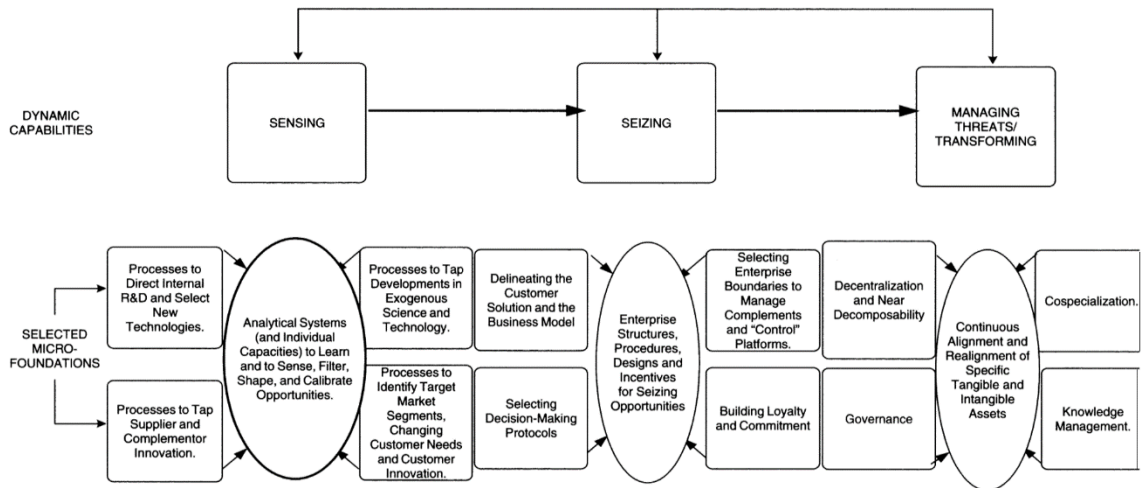 DYNAMIC
CAPABILITIES
SENSING
SEIZING
MANAGING
THREATS/
TRANSFORMING
SELECTED
MICRO-
FOUNDATIONS
Processes to
Direct Internal
R&D and Select
New
Technologies.
Processes to Tap
Supplier and
Complementor
Innovation.
Analytical Systems
(and Individual
Capacities) to Learn
and to Sense, Filter,
Shape, and Calibrate
Opportunities.
Processes to Tap
Developments in
Exogenous
Science and
Technology.
Processes to
Identify Target
Market
Segments,
Changing
Customer Needs
and Customer
Innovation.
Delineating the
Customer
Solution and the
Business Model
Selecting
Decision-Making
Protocols
Enterprise
Structures,
Procedures,
Designs and
Incentives
for Seizing
Opportunities
Selecting
Enterprise
Boundaries to
Manage
Complements
and “Control”
Platforms.
Building Loyalty
and Commitment
Decentralization
and Near
Decomposability
Governance
Continuous
Alignment and
Realignment of
Specific
Tangible and
Intangible
Assets
Cospecialization.
Knowledge
Management.